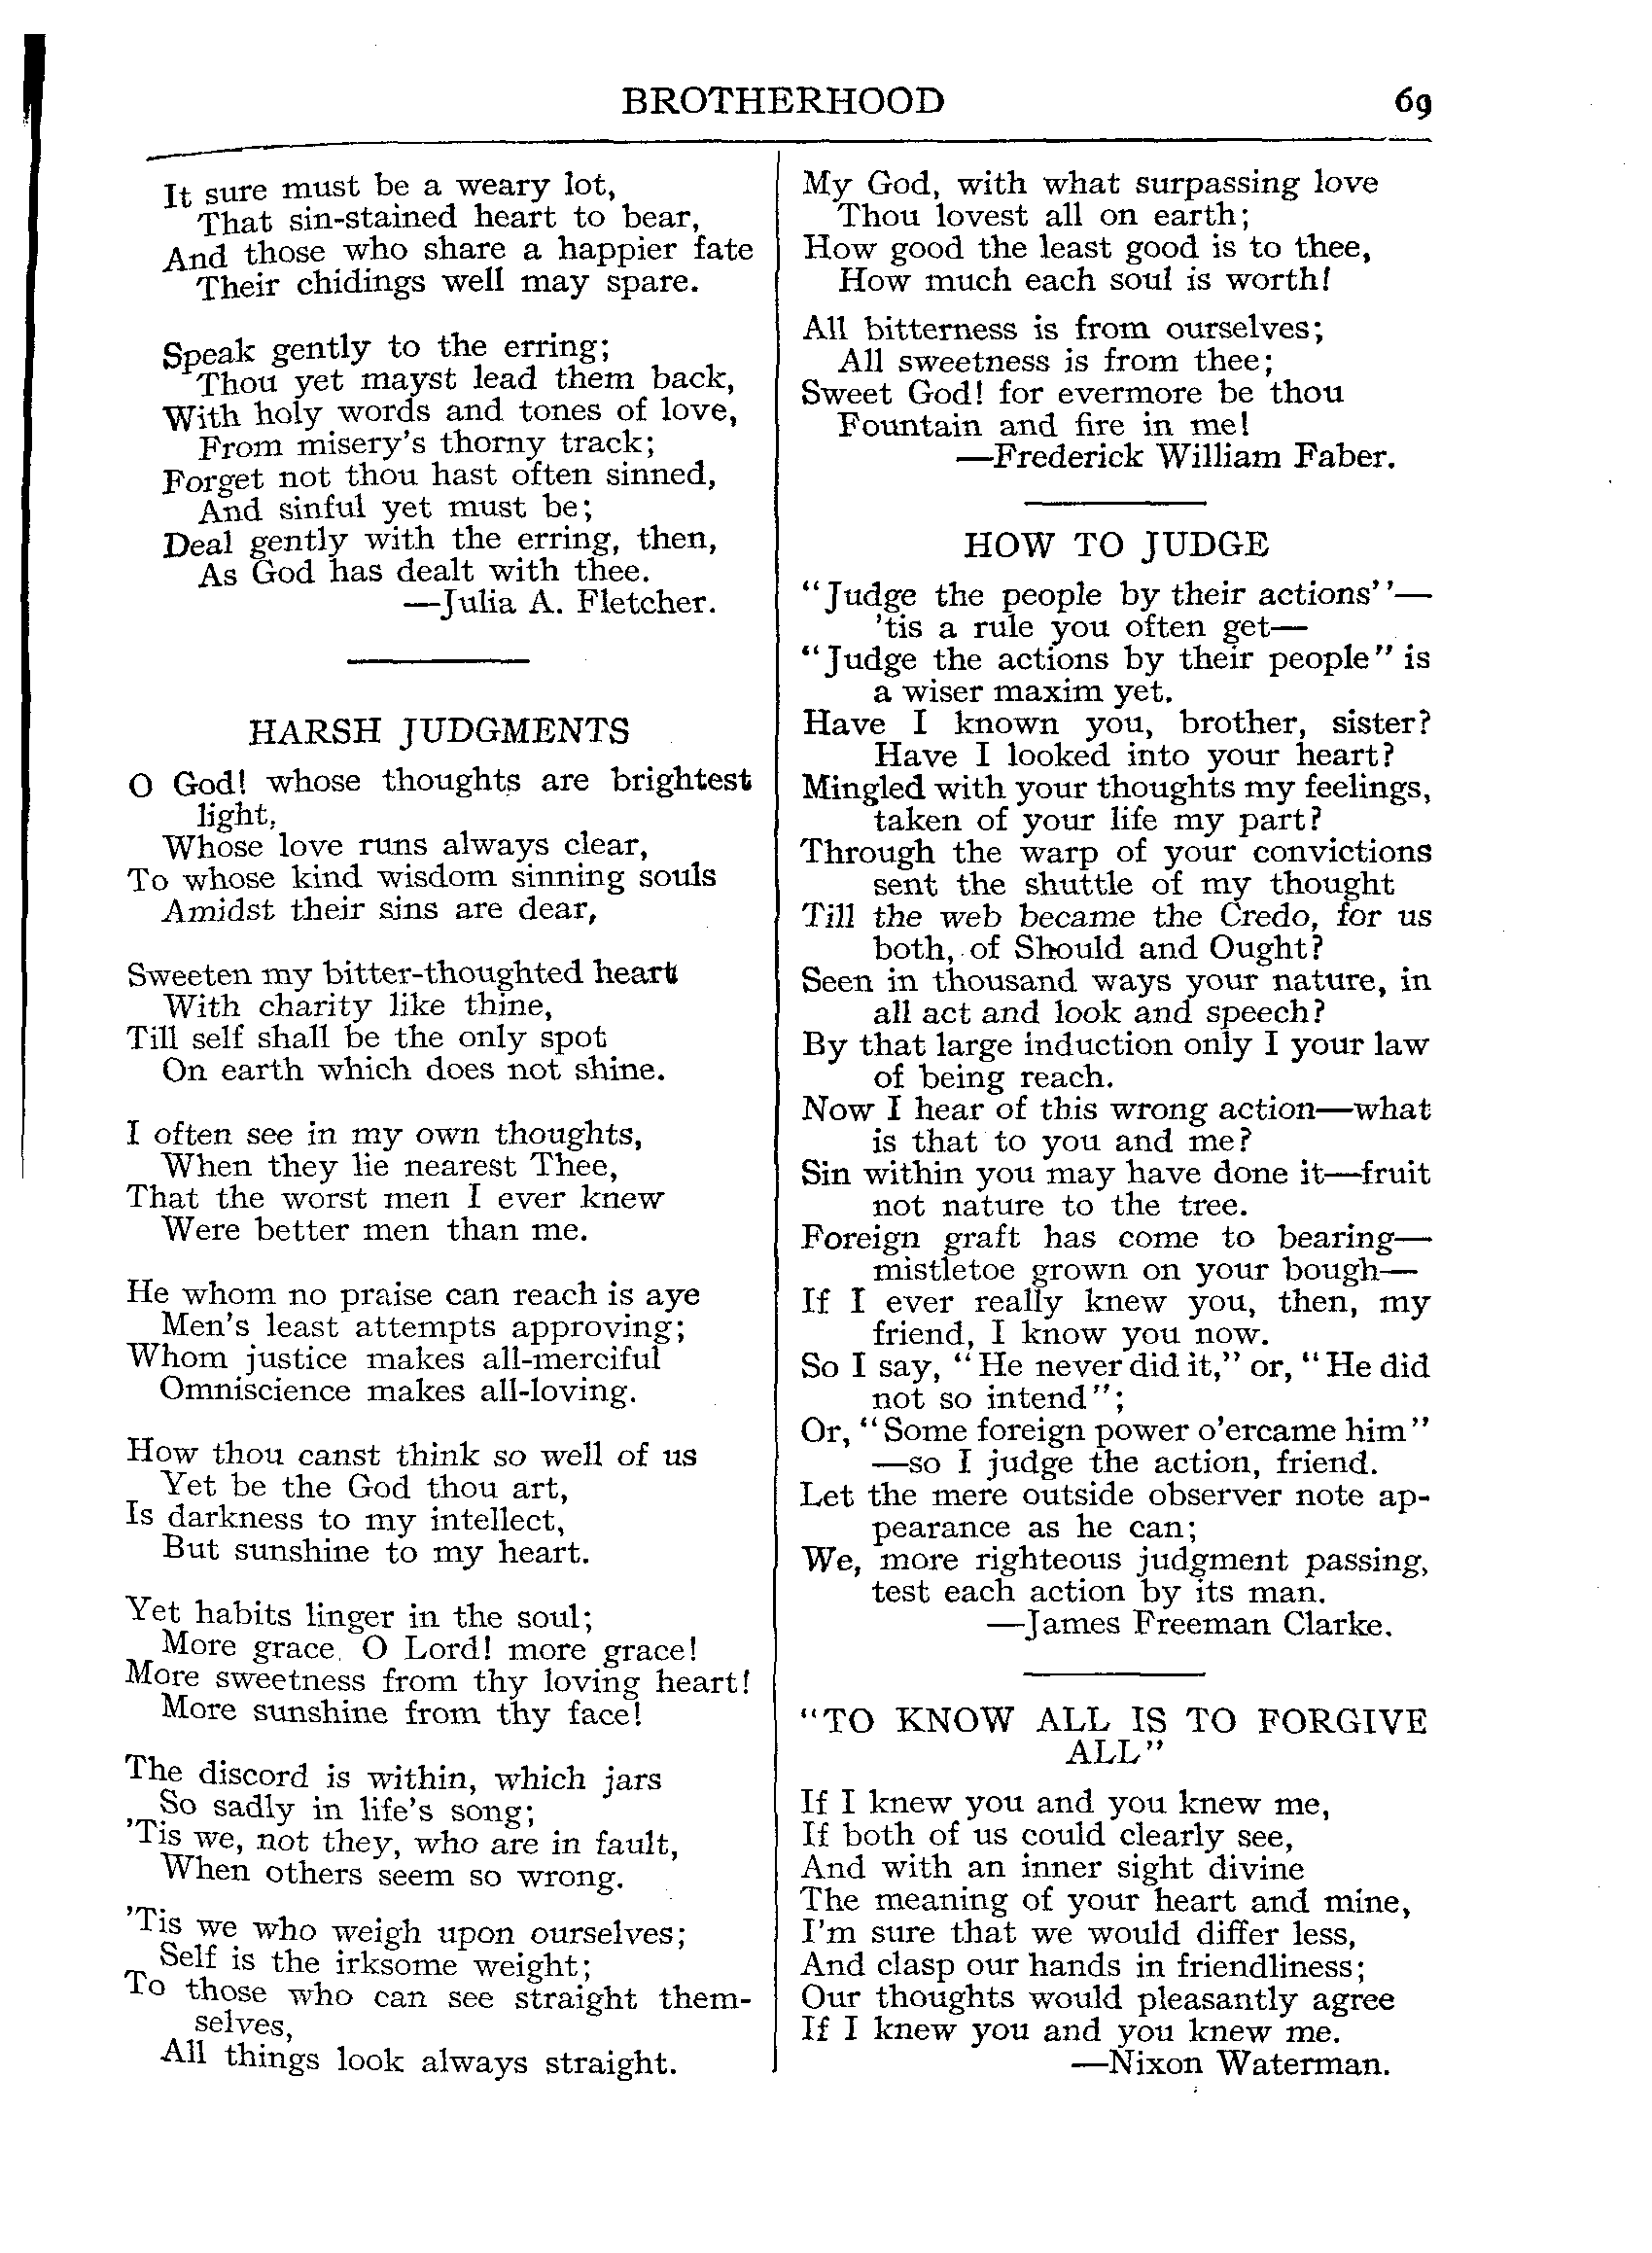 BROTHERHOOD 69
It sure must be a weary lot,
That sin-stained heart to bear,
And those who share a happier fate
Their chidings well may spare.
Speak gently to the erring;
Thou yet mayst lead them back,
With holy words and tones of love,
From misery's thorny track;
Forget not thou hast often sinned,
And sinful yet must be;
Deal gently with the erring, then,
As God has dealt with thee.
—Julia A. Fletcher.
HARSH JUDGMENTS
O God! whose thoughts are brightest
light,
Whose love runs always clear,
To whose kind wisdom sinning souls
Amidst their sins are dear,
Sweeten my bitter-thoughted heart
With charity like thine,
Till self shall be the only spot
On earth which does not shine.
I often see in my own thoughts,
When they lie nearest Thee,
That the worst men I ever knew
Were better men than me.
He whom no praise can reach is aye
Men's least attempts approving;
Whom justice makes all-merciful
Omniscience makes all-loving.
How thou canst think so well of us
Yet be the God thou art,
Is darkness to my intellect,
But sunshine to my heart.
Yet habits linger in the soul;
More grace, O Lord! more grace!
More sweetness from thy loving heart!
More sunshine from thy face!
The discord is within, which jars
So sadly in life's song;
'Tis we, not they, who are in fault,
When others seem so wrong.
'Tis we who weigh upon ourselves;
Self is the irksome weight;
To those who can see straight them-
selves,
All things look always straight.
My God, with what surpassing love
Thou lovest all on earth;
How good the least good is to thee,
How much each soul is worth!
All bitterness is from ourselves;
All sweetness is from thee;
Sweet God! for evermore be thou
Fountain and fire in me!
—Frederick William Faber.
HOW TO JUDGE
"Judge the people by their actions"—
'tis a rule you often get—
"Judge the actions by their people" is
a wiser maxim yet.
Have I known you, brother, sister?
Have I looked into your heart?
Mingled with your thoughts my feelings,
taken of your life my part?
Through the warp of your convictions
sent the shuttle of my thought
Till the web became the Credo, for us
both, of Should and Ought?
Seen in thousand ways your nature, in
all act and look and speech?
By that large induction only I your law
of being reach.
Now I hear of this wrong action—what
is that to you and me?
Sin within you may have done it—fruit
not nature to the tree.
Foreign graft has come to bearing—
mistletoe grown on your bough—
If I ever really knew you, then, my
friend, I know you now.
So I say, "He never did it," or, "He did
not so intend";
Or, "Some foreign power o'ercame him"
—so I judge the action, friend.
Let the mere outside observer note ap-
pearance as he can;
We, more righteous judgment passing,
test each action by its man.
—James Freeman Clarke.
"TO KNOW ALL IS TO FORGIVE
ALL"
If I knew you and you knew me,
If both of us could clearly see,
And with an inner sight divine
The meaning of your heart and mine,
I'm sure that we would differ less,
And clasp our hands in friendliness;
Our thoughts would pleasantly agree
If I knew you and you knew me.
—Nixon Waterman.